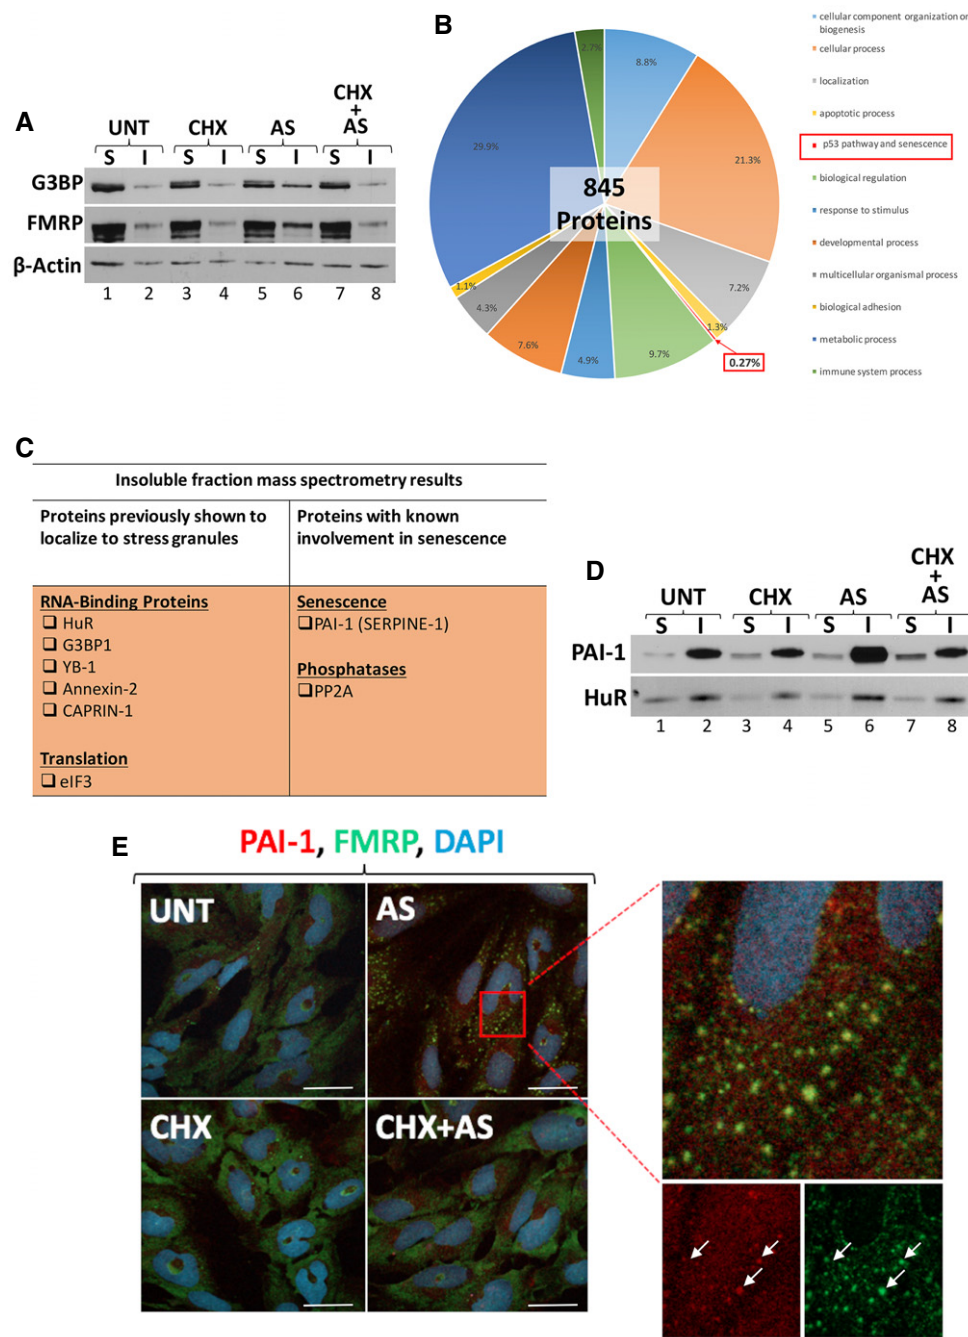 A
UNT CHX AS CHX + AS
S I S I S I S I
G3BP
FMRP
β-Actin
1 2 3 4 5 6 7 8
B
2.7%
8.8%
29.9%
21.3%
845
Proteins
7.2%
1.1%
4.3%
1.3%
7.6%
4.9%
9.7%
0.27%
cellular component organization or
biogenesis
cellular process
localization
apoptotic process
p53 pathway and senescence
biological regulation
response to stimulus
developmental process
multicellular organismal process
biological adhesion
metabolic process
immune system process
C
Insoluble fraction mass spectrometry results
Proteins previously shown to
localize to stress granules
Proteins with known
involvement in senescence
RNA-Binding Proteins
HuR
G3BP1
YB-1
Annexin-2
CAPRIN-1
Translation
eIF3
Senescence
PAI-1 (SERPINE-1)
Phosphatases
PP2A
D
UNT CHX AS CHX + AS
S I S I S I S I
PAI-1
HuR
1 2 3 4 5 6 7 8
E
PAI-1, FMRP, DAPI
UNT
AS
CHX
CHX+AS